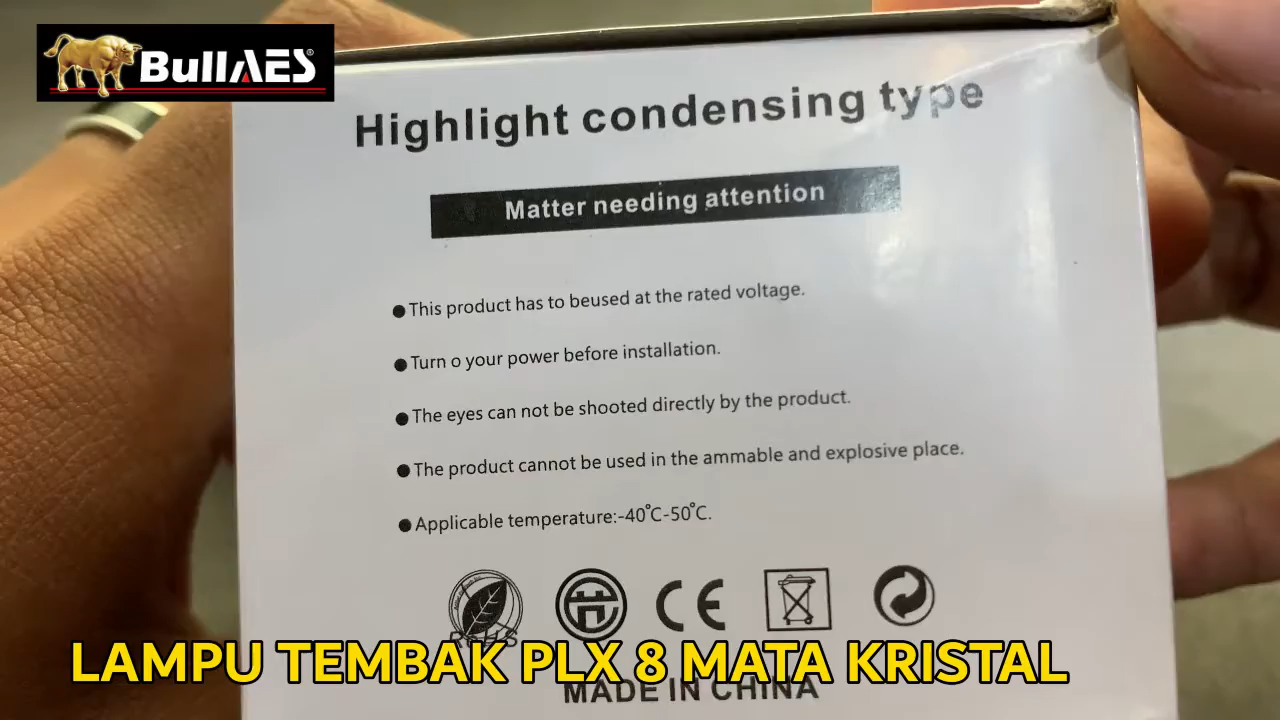 BullAES®
Highlight condensing type
Matter needing attention
●This product has to beused at the rated voltage.
●Turn o your power before installation.
●The eyes can not be shooted directly by the product.
●The product cannot be used in the ammable and explosive place.
●Applicable temperature:-40℃-50℃.
CE
LAMPU TEMBAK PLX 8 MATA KRISTAL
MADE IN CHINA